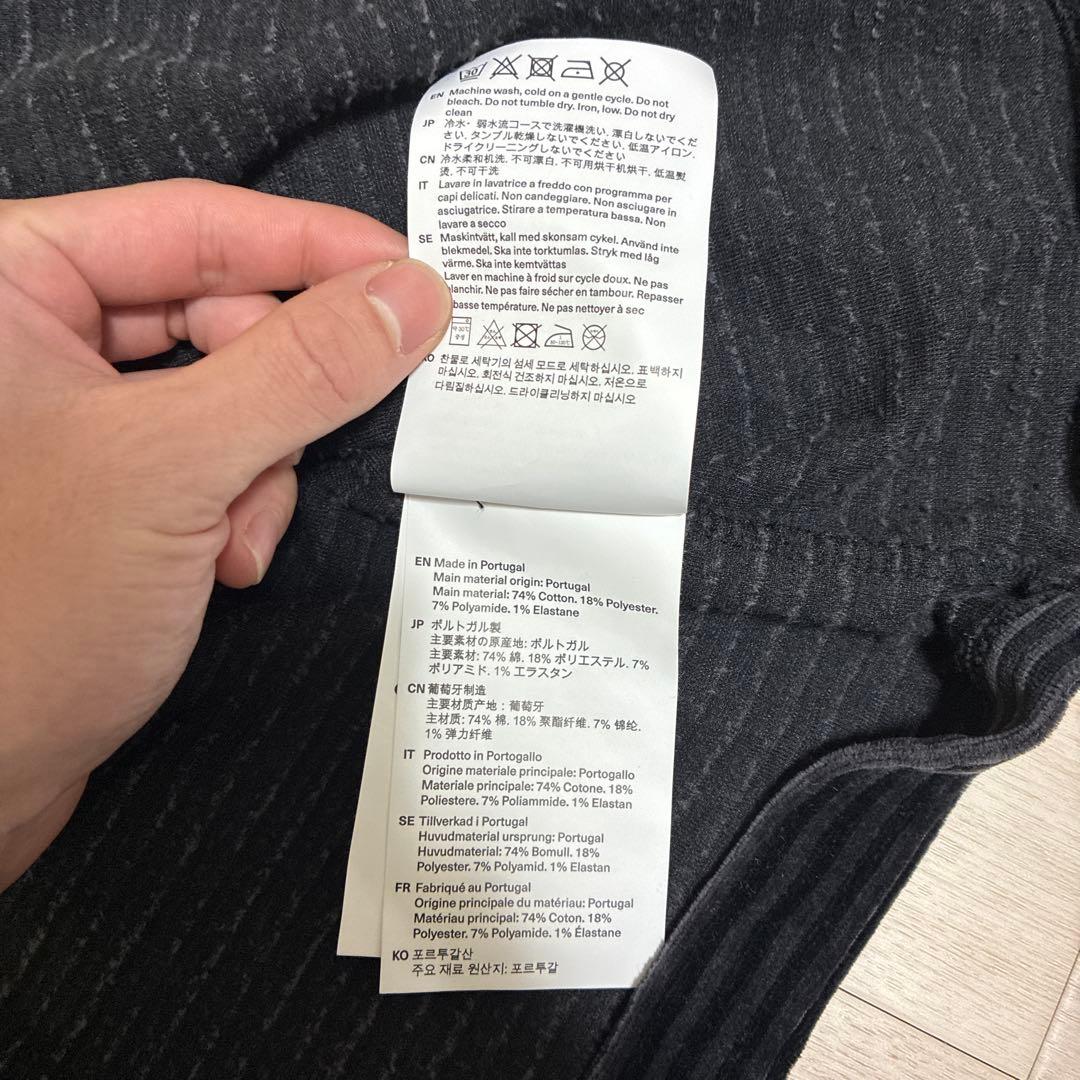 30
EN Machine wash, cold on a gentle cycle. Do not
bleach. Do not tumble dry. Iron, low. Do not dry
clean
JP 冷水・弱水流コースで洗濯機洗い. 漂白しないでくだ
さい. タンブル乾燥しないでください. 低温アイロン.
ドライクリーニングしないでください
CN 冷水柔和机洗. 不可漂白. 不可用烘干机烘干. 低温熨
烫. 不可干洗
IT Lavare in lavatrice a freddo con programma per
capi delicati. Non candeggiare. Non asciugare in
asciugatrice. Stirare a temperatura bassa. Non
lavare a secco
SE Maskintvätt, kall med skonsam cykel. Använd inte
blekmedel. Ska inte torktumlas. Stryk med låg
värme. Ska inte kemtvättas
Laver en machine à froid sur cycle doux. Ne pas
lanchir. Ne pas faire sécher en tambour. Repasser
basse température. Ne pas nettoyer à sec
KO 찬물로 세탁기의 섬세 모드로 세탁하십시오. 표백하지
마십시오. 회전식 건조하지 마십시오. 저온으로
다림질하십시오. 드라이클리닝하지 마십시오
EN Made in Portugal
Main material origin: Portugal
Main material: 74% Cotton. 18% Polyester.
7% Polyamide. 1% Elastane
JP ポルトガル製
主要素材の原産地: ポルトガル
主要素材: 74% 綿. 18% ポリエステル. 7%
ポリアミド. 1% エラスタン
CN 葡萄牙制造
主要材质产地：葡萄牙
主材质: 74% 棉. 18% 聚酯纤维. 7% 锦纶.
1% 弹力纤维
IT Prodotto in Portogallo
Origine materiale principale: Portogallo
Materiale principale: 74% Cotone. 18%
Poliestere. 7% Poliammide. 1% Elastan
SE Tillverkad i Portugal
Huvudmaterial ursprung: Portugal
Huvudmaterial: 74% Bomull. 18%
Polyester. 7% Polyamid. 1% Elastan
FR Fabriqué au Portugal
Origine principale du matériau: Portugal
Matériau principal: 74% Coton. 18%
Polyester. 7% Polyamide. 1% Élastane
KO 포르투갈산
주요 재료 원산지: 포르투갈